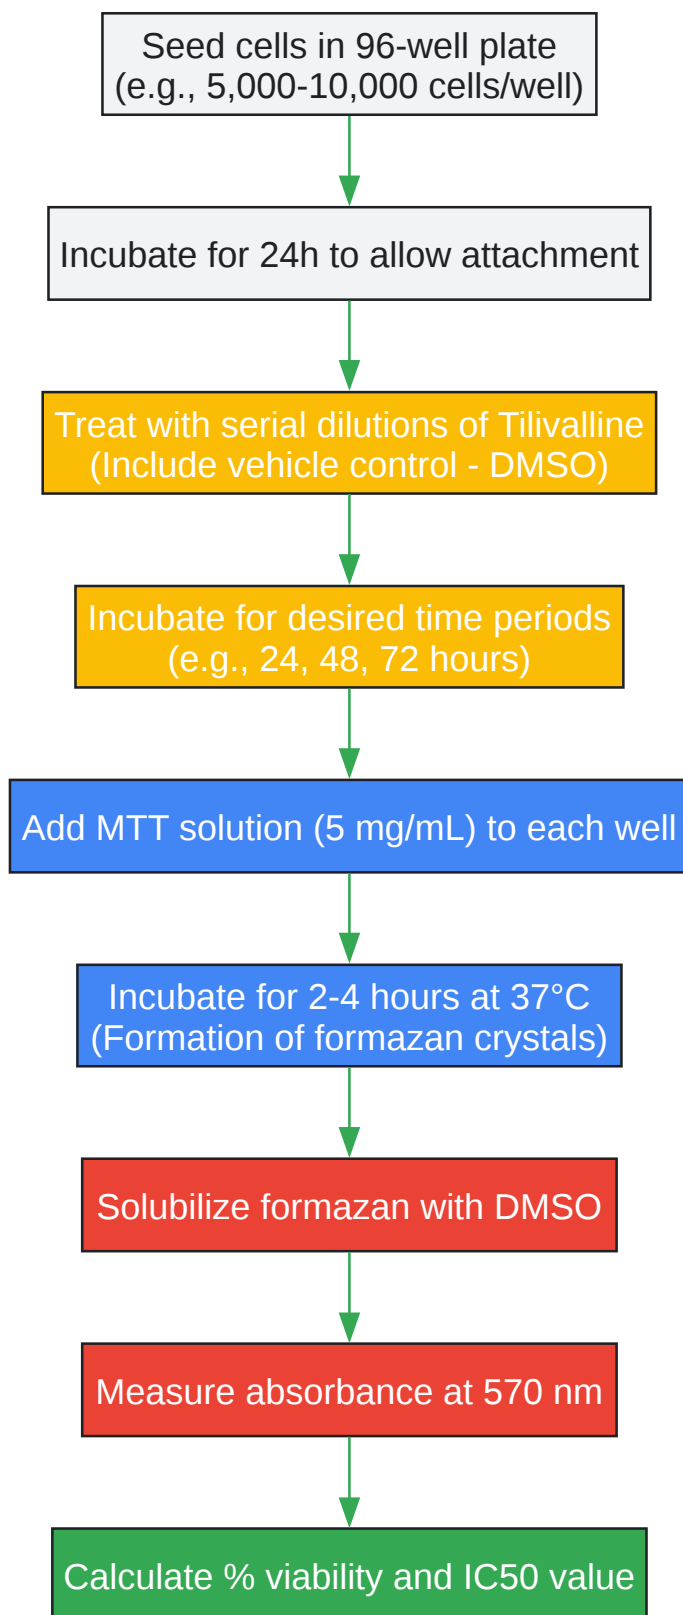 Seed cells in 96-well plate
(e.g., 5,000-10,000 cells/well)
Incubate for 24h to allow attachment
Treat with serial dilutions of Tilivalline
(Include vehicle control - DMSO)
Incubate for desired time periods
(e.g., 24, 48, 72 hours)
Add MTT solution (5 mg/mL) to each well
Incubate for 2-4 hours at 37°C
(Formation of formazan crystals)
Solubilize formazan with DMSO
Measure absorbance at 570 nm
Calculate % viability and IC50 value